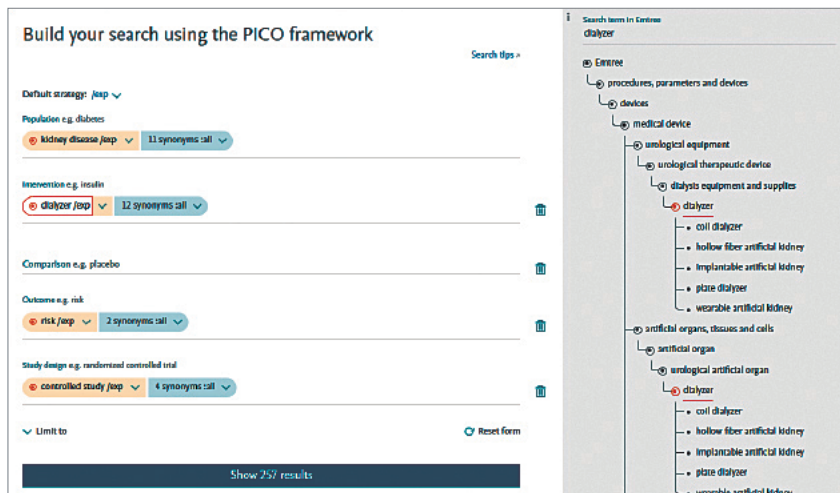 Build your search using the PICO framework
Search tips »
Default strategy: /exp
Population e.g. diabetes
kidney disease /exp 11 synonyms :all
Intervention e.g. insulin
dialyzer /exp 12 synonyms :all
Comparison e.g. placebo
Outcome e.g. risk
risk /exp 2 synonyms :all
Study design e.g. randomized controlled trial
controlled study /exp 4 synonyms :all
Limit to
Reset form
Show 257 results
i
Search term in Emtree
dialyzer
Emtree
procedures, parameters and devices
devices
medical device
urological equipment
urological therapeutic device
dialysis equipment and supplies
dialyzer
coil dialyzer
hollow fiber artificial kidney
implantable artificial kidney
plate dialyzer
wearable artificial kidney
artificial organs, tissues and cells
artificial organ
urological artificial organ
dialyzer
coil dialyzer
hollow fiber artificial kidney
implantable artificial kidney
plate dialyzer
wearable artificial kidney